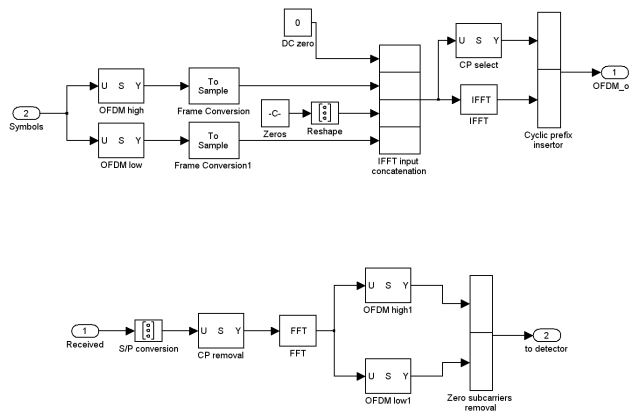 0
DC zero
U S Y
CP select
1
OFDM_o
2
Symbols
U S Y
OFDM high
To
Sample
Frame Conversion
-C-
Zeros
Reshape
IFFT
IFFT
Cyclic prefix
insertor
U S Y
OFDM low
To
Sample
Frame Conversion1
IFFT input
concatenation
1
Received
S/P conversion
U S Y
CP removal
FFT
FFT
U S Y
OFDM high1
U S Y
OFDM low1
Zero subcarriers
removal
2
to detector